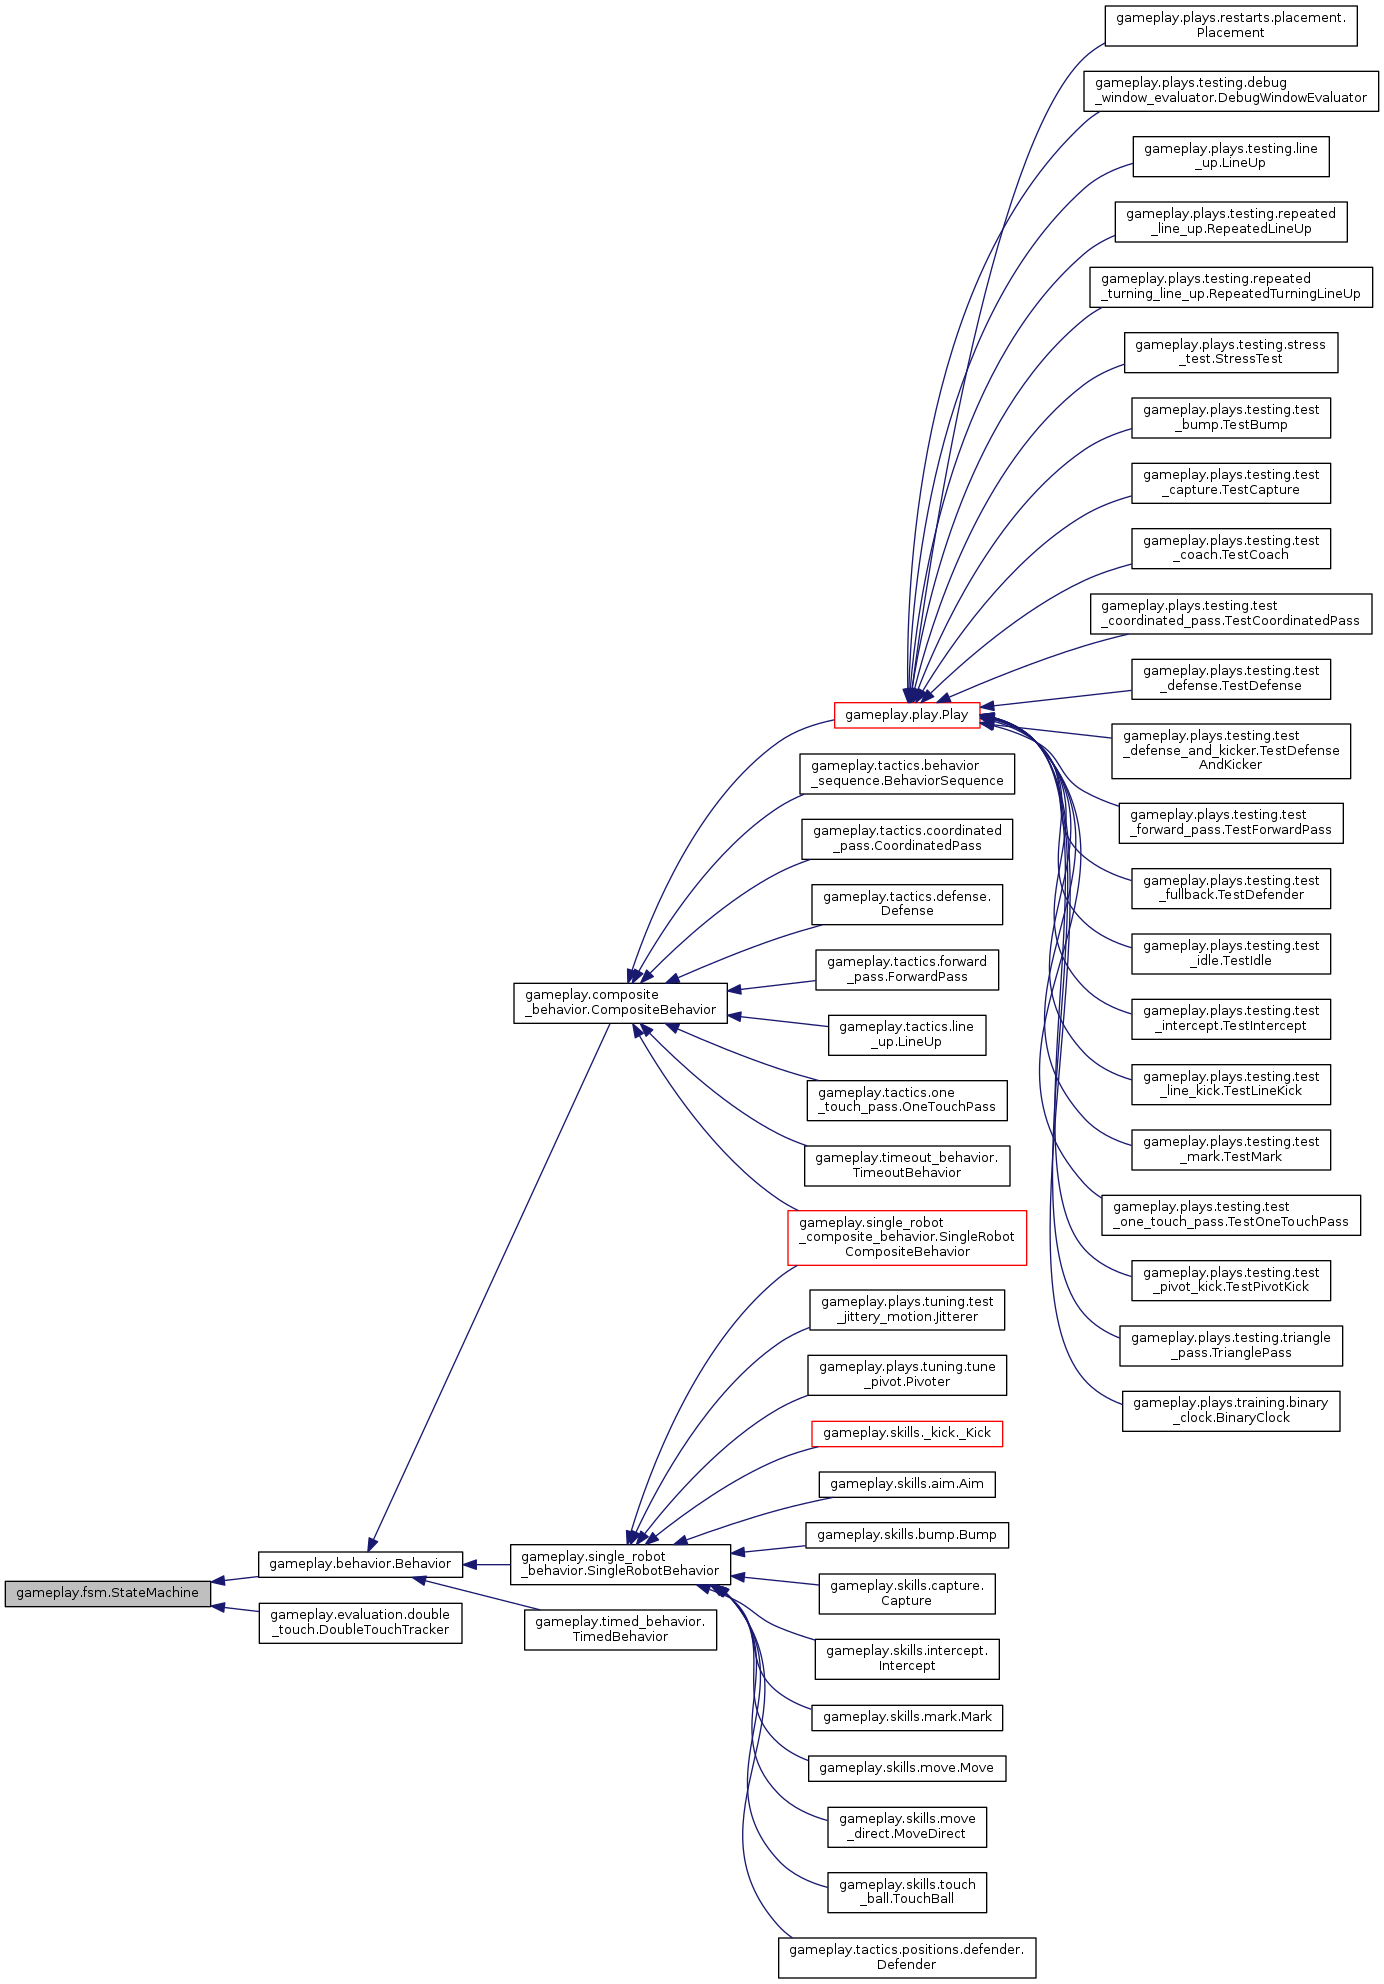 gameplay.plays.restarts.placement.
Placement
gameplay.plays.testing.debug
_window_evaluator.DebugWindowEvaluator
gameplay.plays.testing.line
_up.LineUp
gameplay.plays.testing.repeated
_line_up.RepeatedLineUp
gameplay.plays.testing.repeated
_turning_line_up.RepeatedTurningLineUp
gameplay.plays.testing.stress
_test.StressTest
gameplay.plays.testing.test
_bump.TestBump
gameplay.plays.testing.test
_capture.TestCapture
gameplay.plays.testing.test
_coach.TestCoach
gameplay.plays.testing.test
_coordinated_pass.TestCoordinatedPass
gameplay.plays.testing.test
_defense.TestDefense
gameplay.play.Play
gameplay.plays.testing.test
_defense_and_kicker.TestDefense
AndKicker
gameplay.tactics.behavior
_sequence.BehaviorSequence
gameplay.plays.testing.test
_forward_pass.TestForwardPass
gameplay.tactics.coordinated
_pass.CoordinatedPass
gameplay.plays.testing.test
_fullback.TestDefender
gameplay.tactics.defense.
Defense
gameplay.plays.testing.test
_idle.TestIdle
gameplay.tactics.forward
_pass.ForwardPass
gameplay.composite
_behavior.CompositeBehavior
gameplay.plays.testing.test
_intercept.TestIntercept
gameplay.tactics.line
_up.LineUp
gameplay.plays.testing.test
_line_kick.TestLineKick
gameplay.tactics.one
_touch_pass.OneTouchPass
gameplay.plays.testing.test
_mark.TestMark
gameplay.timeout_behavior.
TimeoutBehavior
gameplay.plays.testing.test
_one_touch_pass.TestOneTouchPass
gameplay.single_robot
_composite_behavior.SingleRobot
CompositeBehavior
gameplay.plays.testing.test
_pivot_kick.TestPivotKick
gameplay.plays.tuning.test
_jittery_motion.Jitterer
gameplay.plays.testing.triangle
_pass.TrianglePass
gameplay.plays.tuning.tune
_pivot.Pivoter
gameplay.plays.training.binary
_clock.BinaryClock
gameplay.skills._kick._Kick
gameplay.skills.aim.Aim
gameplay.skills.bump.Bump
gameplay.behavior.Behavior
gameplay.single_robot
_behavior.SingleRobotBehavior
gameplay.fsm.StateMachine
gameplay.skills.capture.
Capture
gameplay.evaluation.double
_touch.DoubleTouchTracker
gameplay.timed_behavior.
TimedBehavior
gameplay.skills.intercept.
Intercept
gameplay.skills.mark.Mark
gameplay.skills.move.Move
gameplay.skills.move
_direct.MoveDirect
gameplay.skills.touch
_ball.TouchBall
gameplay.tactics.positions.defender.
Defender